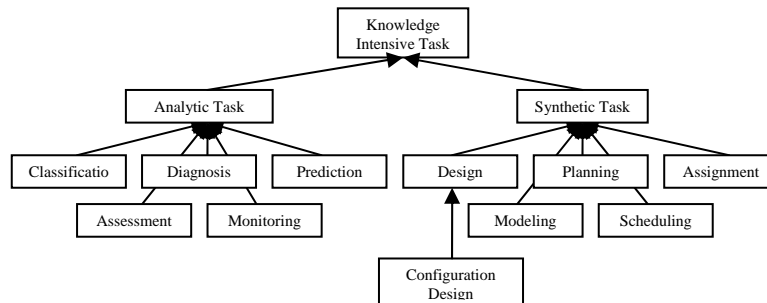 Knowledge
Intensive Task
Analytic Task
Synthetic Task
Classificatio
Diagnosis
Prediction
Design
Planning
Assignment
Assessment
Monitoring
Modeling
Scheduling
Configuration
Design